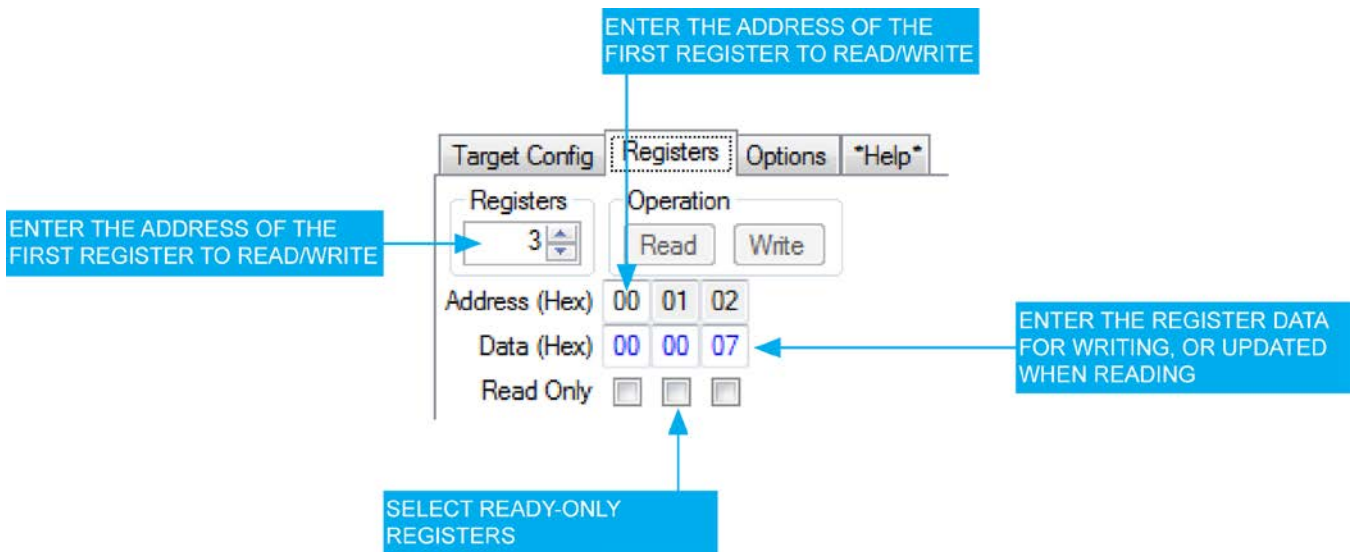 ENTER THE ADDRESS OF THE
FIRST REGISTER TO READ/WRITE
Target Config Registers Options *Help*
Registers Operation
ENTER THE ADDRESS OF THE
FIRST REGISTER TO READ/WRITE
3 Read Write
Address (Hex) 00 01 02
Data (Hex) 00 00 07
ENTER THE REGISTER DATA
FOR WRITING, OR UPDATED
WHEN READING
Read Only
SELECT READY-ONLY
REGISTERS